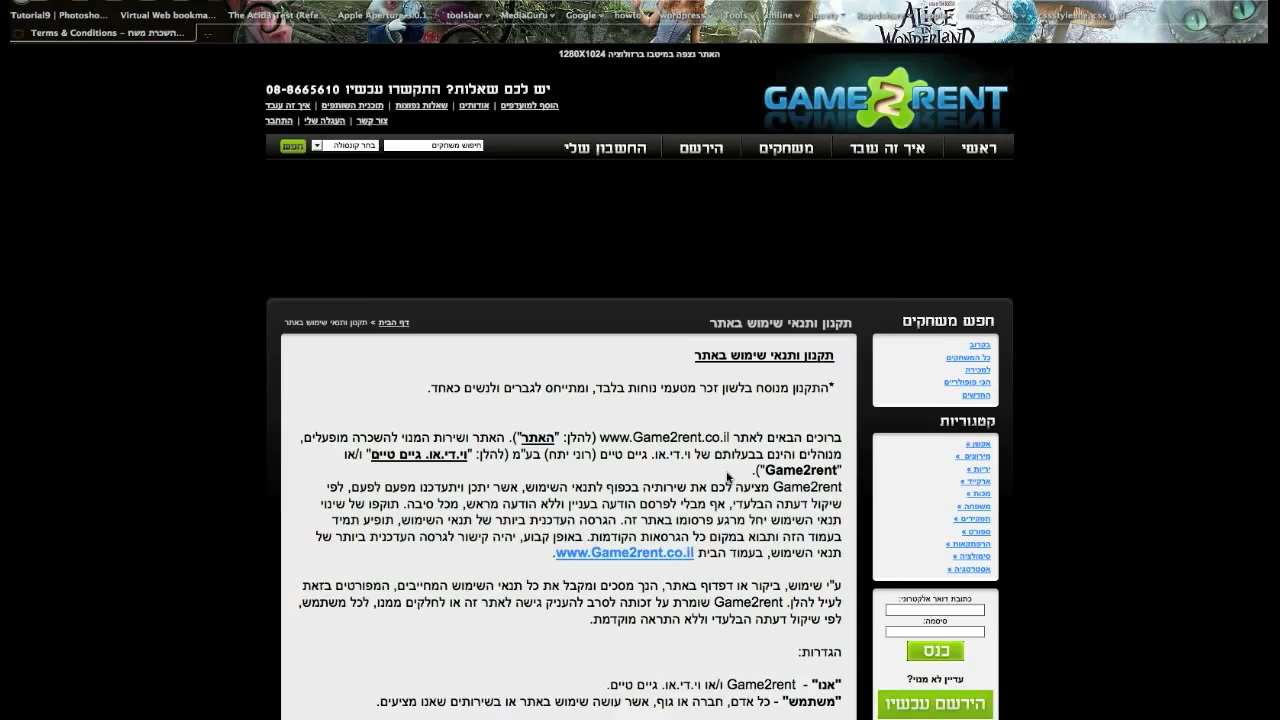 Tutorial9 | Photosho... Virtual Web bookma... The Acid3 Test (Refe... Apple Aperture 3.0.1... toolsbar MediaGuru Google howto wordpress Tools online jquery Rapidshare
Terms & Conditions – השכרת משח...
ALICE IN WONDERLAND
האתר נצפה במיטבו ברזולוציה 1280X1024
GAME2RENT
יש לכם שאלות? התקשרו עכשיו 08-8665610
הוסף למועדפים | אודותינו | שאלות נפוצות | תוכנית השותפים | איך זה עובד
צור קשר | העגלה שלי | התחבר
ראשי איך זה עובד משחקים הירשם החשבון שלי
חיפוש משחקים בחר קונסולה חפש
חפש משחקים
בקרוב
כל המשחקים
למכירה
הכי פופולריים
החדשים
קטגוריות
אקשן »
מירוצים »
יריות »
ארקייד »
מכות »
משפחה »
תפקידים »
ספורט »
הרפתקאות »
סימולציה »
אסטרטגיה »
כתובת דואר אלקטרוני:
סיסמה:
כנס
עדיין לא מנוי?
הירשם עכשיו
תקנון ותנאי שימוש באתר
דף הבית » תקנון ותנאי שימוש באתר
תקנון ותנאי שימוש באתר
*התקנון מנוסח בלשון זכר מטעמי נוחות בלבד, ומתייחס לגברים ולנשים כאחד.
ברוכים הבאים לאתר www.Game2rent.co.il (להלן: "האתר"). האתר ושירות המנוי להשכרה מופעלים,
מנוהלים והינם בבעלותם של וי.די.או. גיים טיים (רוני יתח) בע"מ (להלן: "וי.די.או. גיים טיים" ו/או
"Game2rent").
Game2rent מציעה לכם את שירותיה בכפוף לתנאי השימוש, אשר יתכן ויתעדכנו מפעם לפעם, לפי
שיקול דעתה הבלעדי, אף מבלי לפרסם הודעה בעניין וללא הודעה מראש, מכל סיבה. תוקפו של שינוי
תנאי השימוש יחל מרגע פרסומו באתר זה. הגרסה העדכנית ביותר של תנאי השימוש, תופיע תמיד
בעמוד הזה ותבוא במקום כל הגרסאות הקודמות. באופן קבוע, יהיה קישור לגרסה העדכנית ביותר של
תנאי השימוש, בעמוד הבית www.Game2rent.co.il.
ע"י שימוש, ביקור או דפדוף באתר, הנך מסכים ומקבל את כל תנאי השימוש המחייבים, המפורטים בזאת
לעיל להלן. Game2rent שומרת על זכותה לסרב להעניק גישה לאתר זה או לחלקים ממנו, לכל משתמש,
לפי שיקול דעתה הבלעדי וללא התראה מוקדמת.
הגדרות:
"אנו" - Game2rent ו/או וי.די.או. גיים טיים.
"משתמש" - כל אדם, חברה או גוף, אשר עושה שימוש באתר או בשירותים שאנו מציעים.